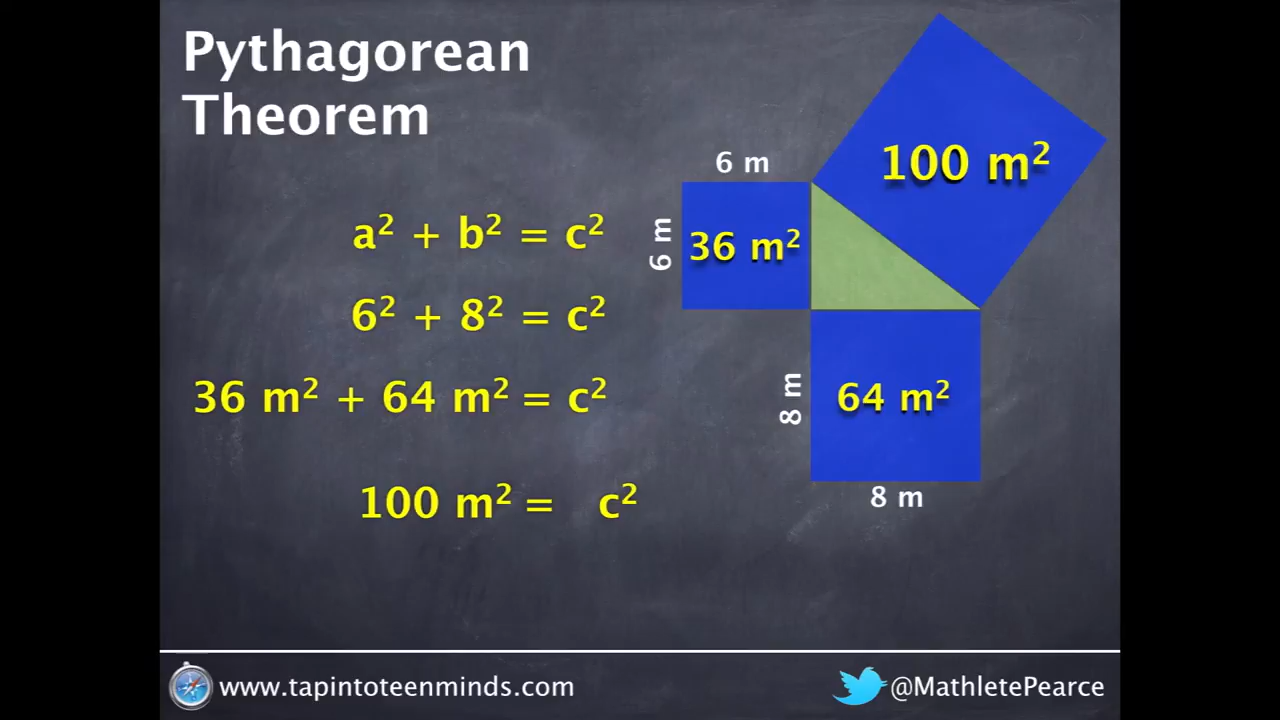 Pythagorean
Theorem
a² + b² = c²
6² + 8² = c²
36 m² + 64 m² = c²
100 m² = c²
6 m
6 m
36 m²
100 m²
8 m
64 m²
8 m
www.tapintoteenminds.com
@MathletePearce